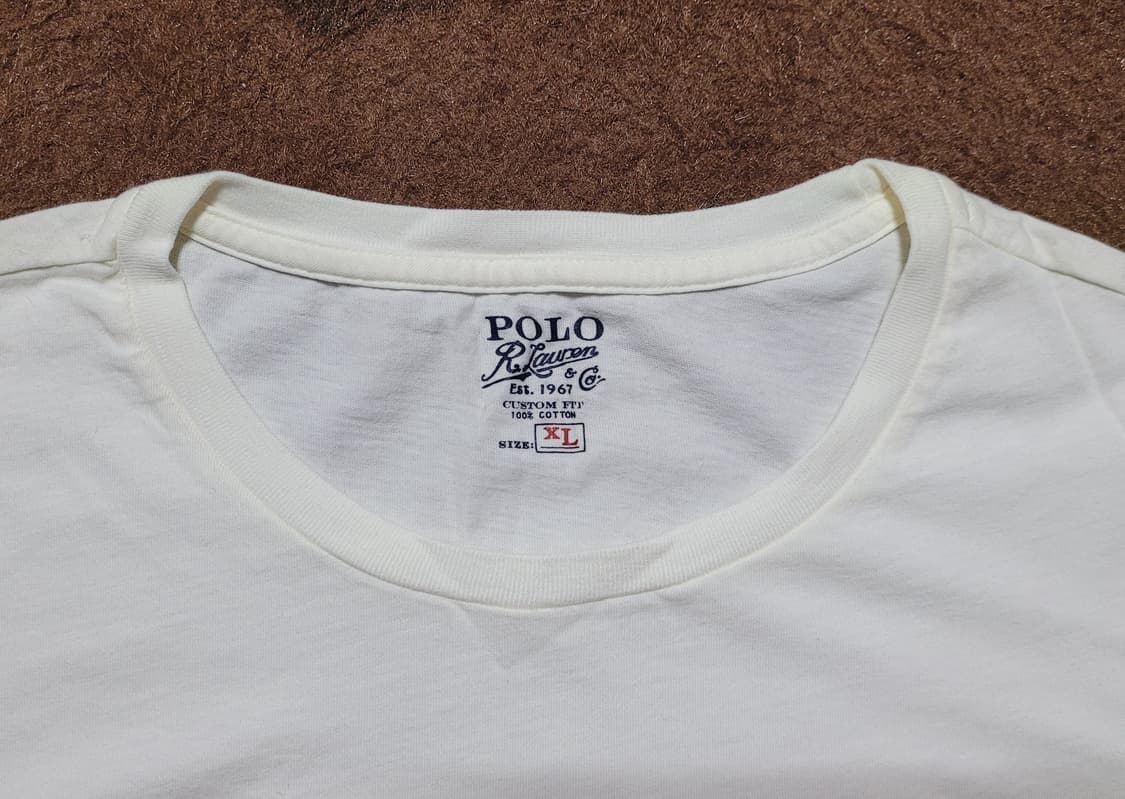 POLO
R. Lauren
& Co.
Est. 1967
CUSTOM FIT
100% COTTON
SIZE: XL